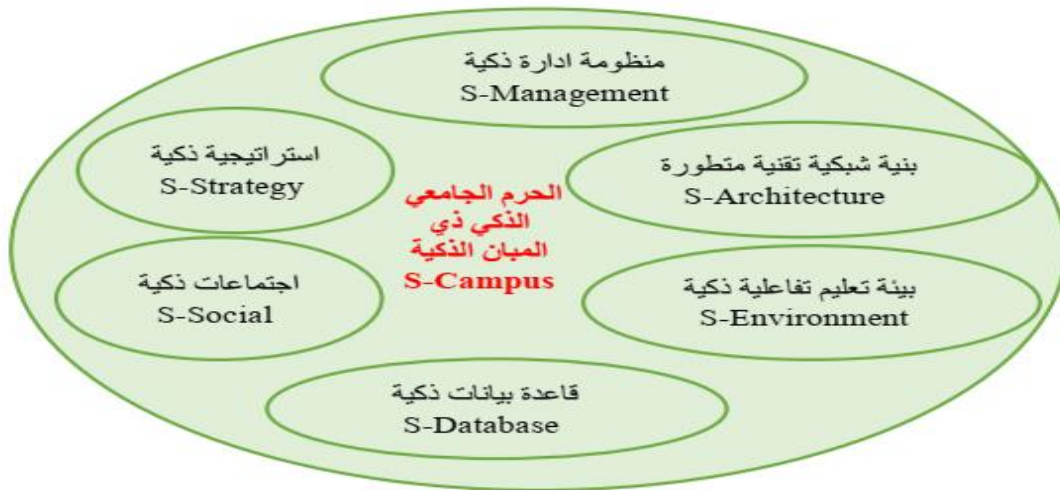 منظومة ادارة ذكية
S-Management
استراتيجية ذكية
S-Strategy
بنية شبكية تقنية متطورة
S-Architecture
الحرم الجامعي
الذكي ذي
المبان الذكية
S-Campus
اجتماعات ذكية
S-Social
بيئة تعليم تفاعلية ذكية
S-Environment
قاعدة بيانات ذكية
S-Database